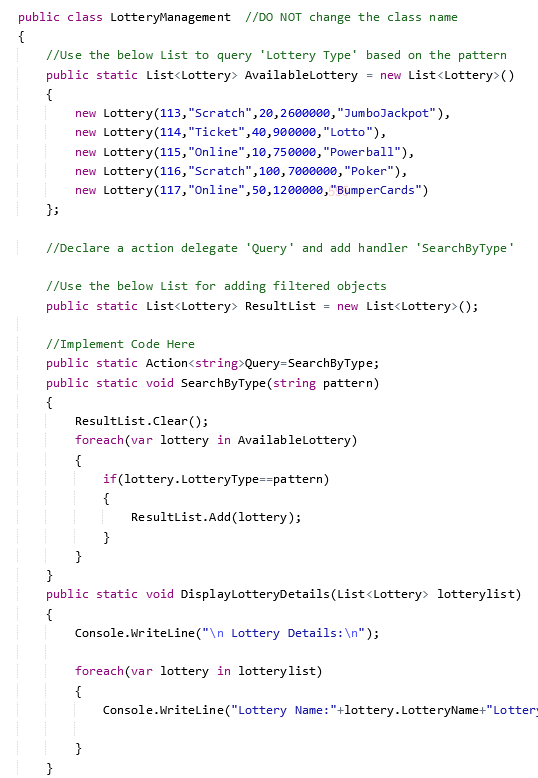 public class LotteryManagement  //DO NOT change the class name
{
    //Use the below List to query 'Lottery Type' based on the pattern
    public static List<Lottery> AvailableLottery = new List<Lottery>()
    {
        new Lottery(113,"Scratch",20,2600000,"JumboJackpot"),
        new Lottery(114,"Ticket",40,900000,"Lotto"),
        new Lottery(115,"Online",10,750000,"Powerball"),
        new Lottery(116,"Scratch",100,7000000,"Poker"),
        new Lottery(117,"Online",50,1200000,"BumperCards")
    };

    //Declare a action delegate 'Query' and add handler 'SearchByType'

    //Use the below List for adding filtered objects
    public static List<Lottery> ResultList = new List<Lottery>();

    //Implement Code Here
    public static Action<string>Query=SearchByType;
    public static void SearchByType(string pattern)
    {
        ResultList.Clear();
        foreach(var lottery in AvailableLottery)
        {
            if(lottery.LotteryType==pattern)
            {
                ResultList.Add(lottery);
            }
        }
    }
    public static void DisplayLotteryDetails(List<Lottery> lotterylist)
    {
        Console.WriteLine("\n Lottery Details:\n");

        foreach(var lottery in lotterylist)
        {
            Console.WriteLine("Lottery Name:"+lottery.LotteryName+"Lottery

        }
    }